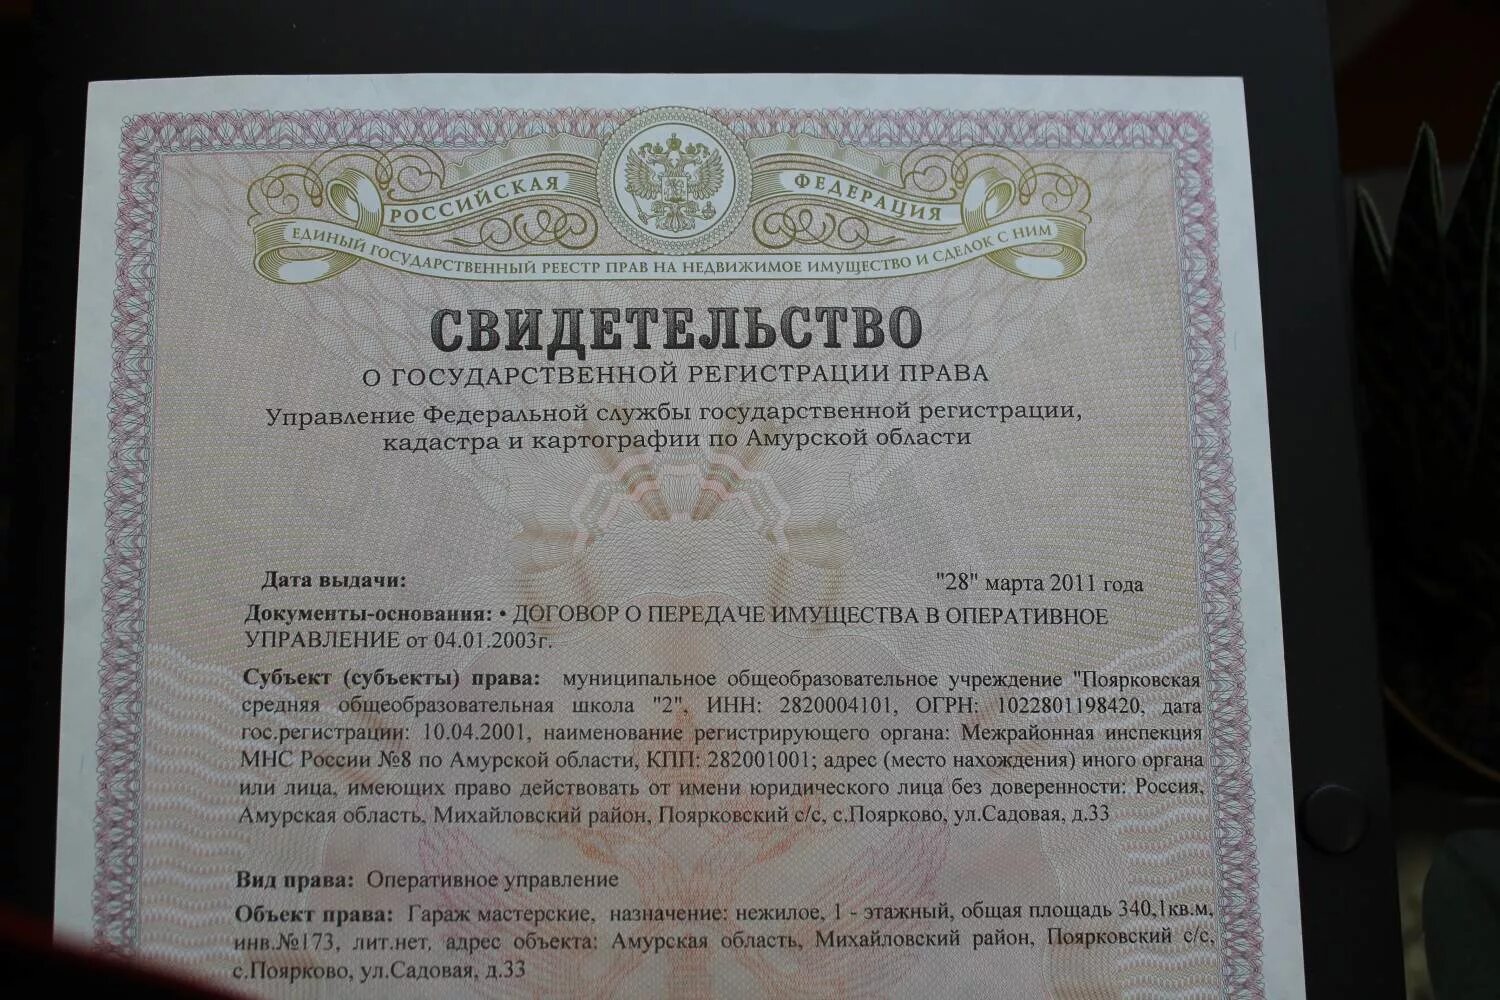 РОССИЙСКАЯ ФЕДЕРАЦИЯ
ЕДИНЫЙ ГОСУДАРСТВЕННЫЙ РЕЕСТР ПРАВ НА НЕДВИЖИМОЕ ИМУЩЕСТВО И СДЕЛОК С НИМ
СВИДЕТЕЛЬСТВО
О ГОСУДАРСТВЕННОЙ РЕГИСТРАЦИИ ПРАВА
Управление Федеральной службы государственной регистрации,
кадастра и картографии по Амурской области
Дата выдачи: "28" марта 2011 года
Документы-основания: • ДОГОВОР О ПЕРЕДАЧЕ ИМУЩЕСТВА В ОПЕРАТИВНОЕ
УПРАВЛЕНИЕ от 04.01.2003г.
Субъект (субъекты) права: муниципальное общеобразовательное учреждение "Поярковская
средняя общеобразовательная школа "2", ИНН: 2820004101, ОГРН: 1022801198420, дата
гос.регистрации: 10.04.2001, наименование регистрирующего органа: Межрайонная инспекция
МНС России №8 по Амурской области, КПП: 282001001; адрес (место нахождения) иного органа
или лица, имеющих право действовать от имени юридического лица без доверенности: Россия,
Амурская область, Михайловский район, Поярковский с/с, с.Поярково, ул.Садовая, д.33
Вид права: Оперативное управление
Объект права: Гараж мастерские, назначение: нежилое, 1 - этажный, общая площадь 340,1кв.м,
инв.№173, лит.нет, адрес объекта: Амурская область, Михайловский район, Поярковский с/с,
с.Поярково, ул.Садовая, д.33